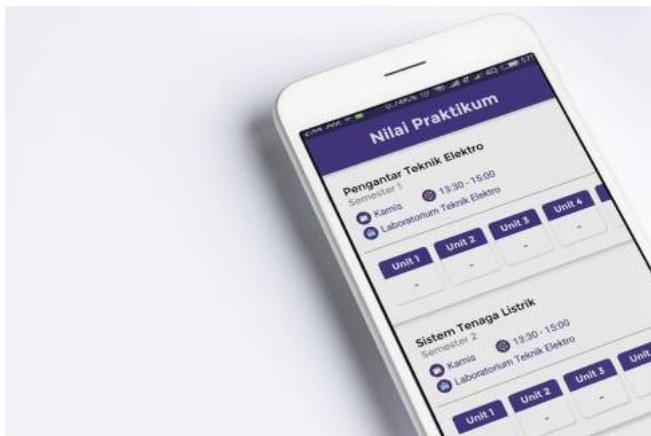 Nilai Praktikum
Pengantar Teknik Elektro
Semester 1
Kamis 13:30 - 15:00
Laboratorium Teknik Elektro
Unit 1 Unit 2 Unit 3 Unit 4
- - - -
Sistem Tenaga Listrik
Semester 2
Kamis 13:30 - 15:00
Laboratorium Teknik Elektro
Unit 1 Unit 2 Unit 3 Unit
- - -